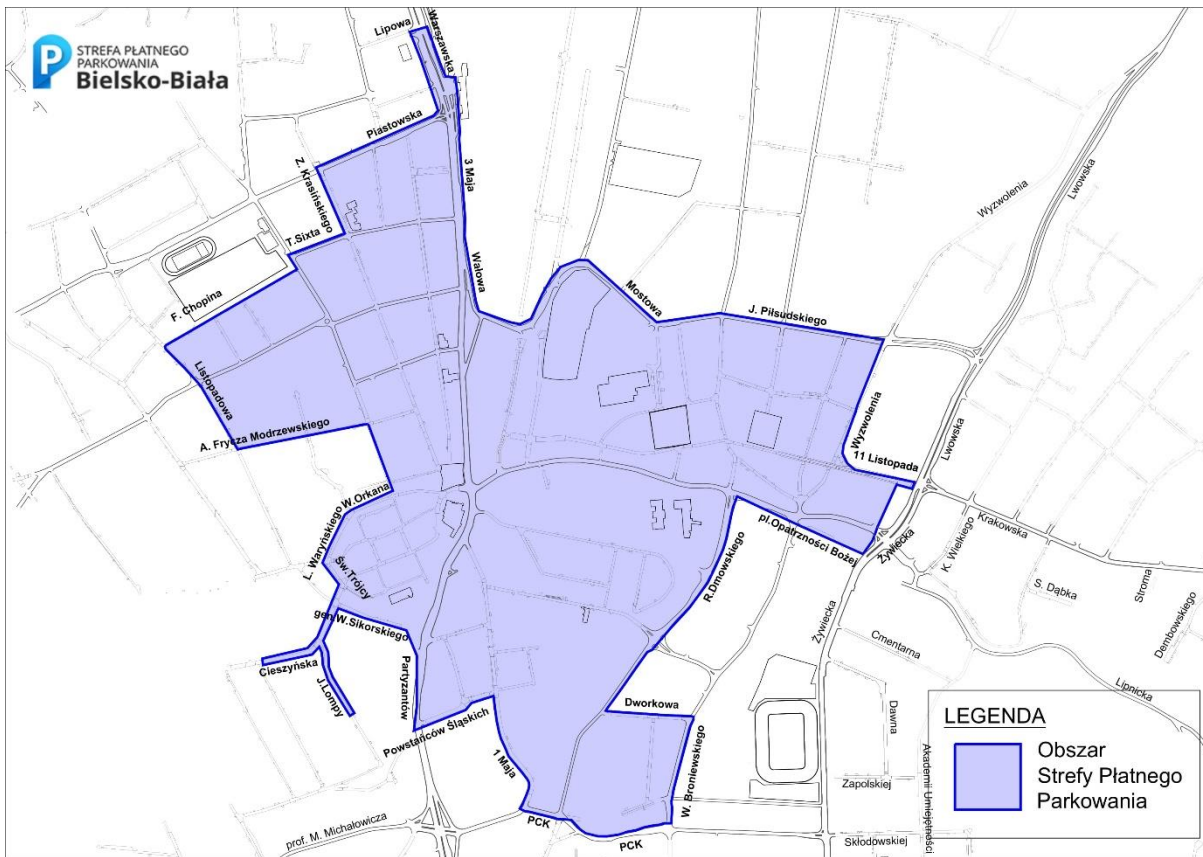 STREFA PŁATNEGO
PARKOWANIA
Bielsko-Biała
Lipowa
Warszawska
Piastowska
Z. Krasińskiego
3 Maja
T.Sixta
Wałowa
F. Chopina
Mostowa
J. Piłsudskiego
Wyzwolenia
Lwowska
Listopadowa
A. Frycza Modrzewskiego
Wyzwolenia
11 Listopada
Lwowska
W.Orkana
L. Waryńskiego
Św.Trójcy
gen W.Sikorskiego
Cieszyńska
J.Lompy
Partyzantów
Powstańców Śląskich
1 Maja
PCK
PCK
W. Broniewskiego
Dworkowa
R.Dmowskiego
pl.Opatrzności Bożej
Żywiecka
Żywiecka
K. Wielkiego
Krakowska
S. Dąbka
Stroma
Dembowskiego
Cmentarna
Lipnicka
Dawna
Akademii Umiejętności
Zapolskiej
Skłodowskiej
prof. M. Michałowicza
LEGENDA
Obszar
Strefy Płatnego
Parkowania